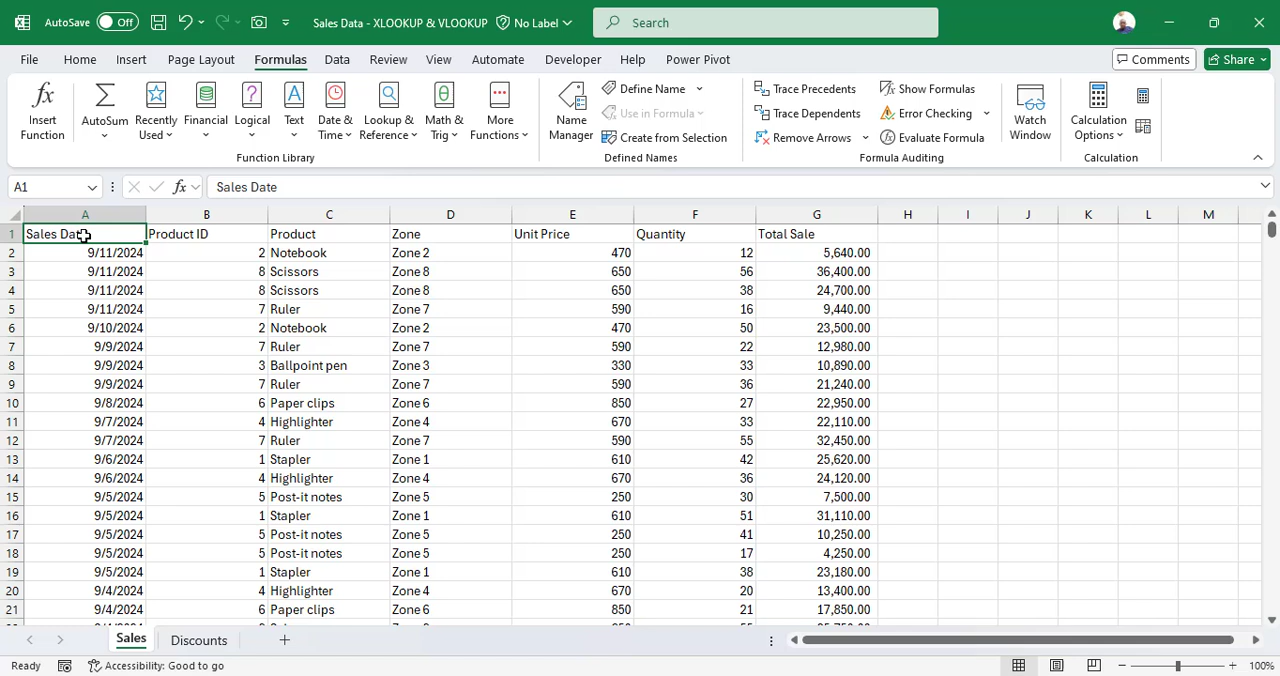 AutoSave Off Sales Data - XLOOKUP & VLOOKUP No Label Search
File Home Insert Page Layout Formulas Data Review View Automate Developer Help Power Pivot Comments Share
Insert Function
AutoSum
Recently Used
Financial
Logical
Text
Date & Time
Lookup & Reference
Math & Trig
More Functions
Function Library
Name Manager
Define Name
Use in Formula
Create from Selection
Defined Names
Trace Precedents
Trace Dependents
Remove Arrows
Show Formulas
Error Checking
Evaluate Formula
Formula Auditing
Watch Window
Calculation Options
Calculation
A1 fx Sales Date
A B C D E F G H I J K L M
1 Sales Date Product ID Product Zone Unit Price Quantity Total Sale
2 9/11/2024 2 Notebook Zone 2 470 12 5,640.00
3 9/11/2024 8 Scissors Zone 8 650 56 36,400.00
4 9/11/2024 8 Scissors Zone 8 650 38 24,700.00
5 9/11/2024 7 Ruler Zone 7 590 16 9,440.00
6 9/10/2024 2 Notebook Zone 2 470 50 23,500.00
7 9/9/2024 7 Ruler Zone 7 590 22 12,980.00
8 9/9/2024 3 Ballpoint pen Zone 3 330 33 10,890.00
9 9/9/2024 7 Ruler Zone 7 590 36 21,240.00
10 9/8/2024 6 Paper clips Zone 6 850 27 22,950.00
11 9/7/2024 4 Highlighter Zone 4 670 33 22,110.00
12 9/7/2024 7 Ruler Zone 7 590 55 32,450.00
13 9/6/2024 1 Stapler Zone 1 610 42 25,620.00
14 9/6/2024 4 Highlighter Zone 4 670 36 24,120.00
15 9/5/2024 5 Post-it notes Zone 5 250 30 7,500.00
16 9/5/2024 1 Stapler Zone 1 610 51 31,110.00
17 9/5/2024 5 Post-it notes Zone 5 250 41 10,250.00
18 9/5/2024 5 Post-it notes Zone 5 250 17 4,250.00
19 9/5/2024 1 Stapler Zone 1 610 38 23,180.00
20 9/4/2024 4 Highlighter Zone 4 670 20 13,400.00
21 9/4/2024 6 Paper clips Zone 6 850 21 17,850.00
Sales Discounts
Ready Accessibility: Good to go 100%